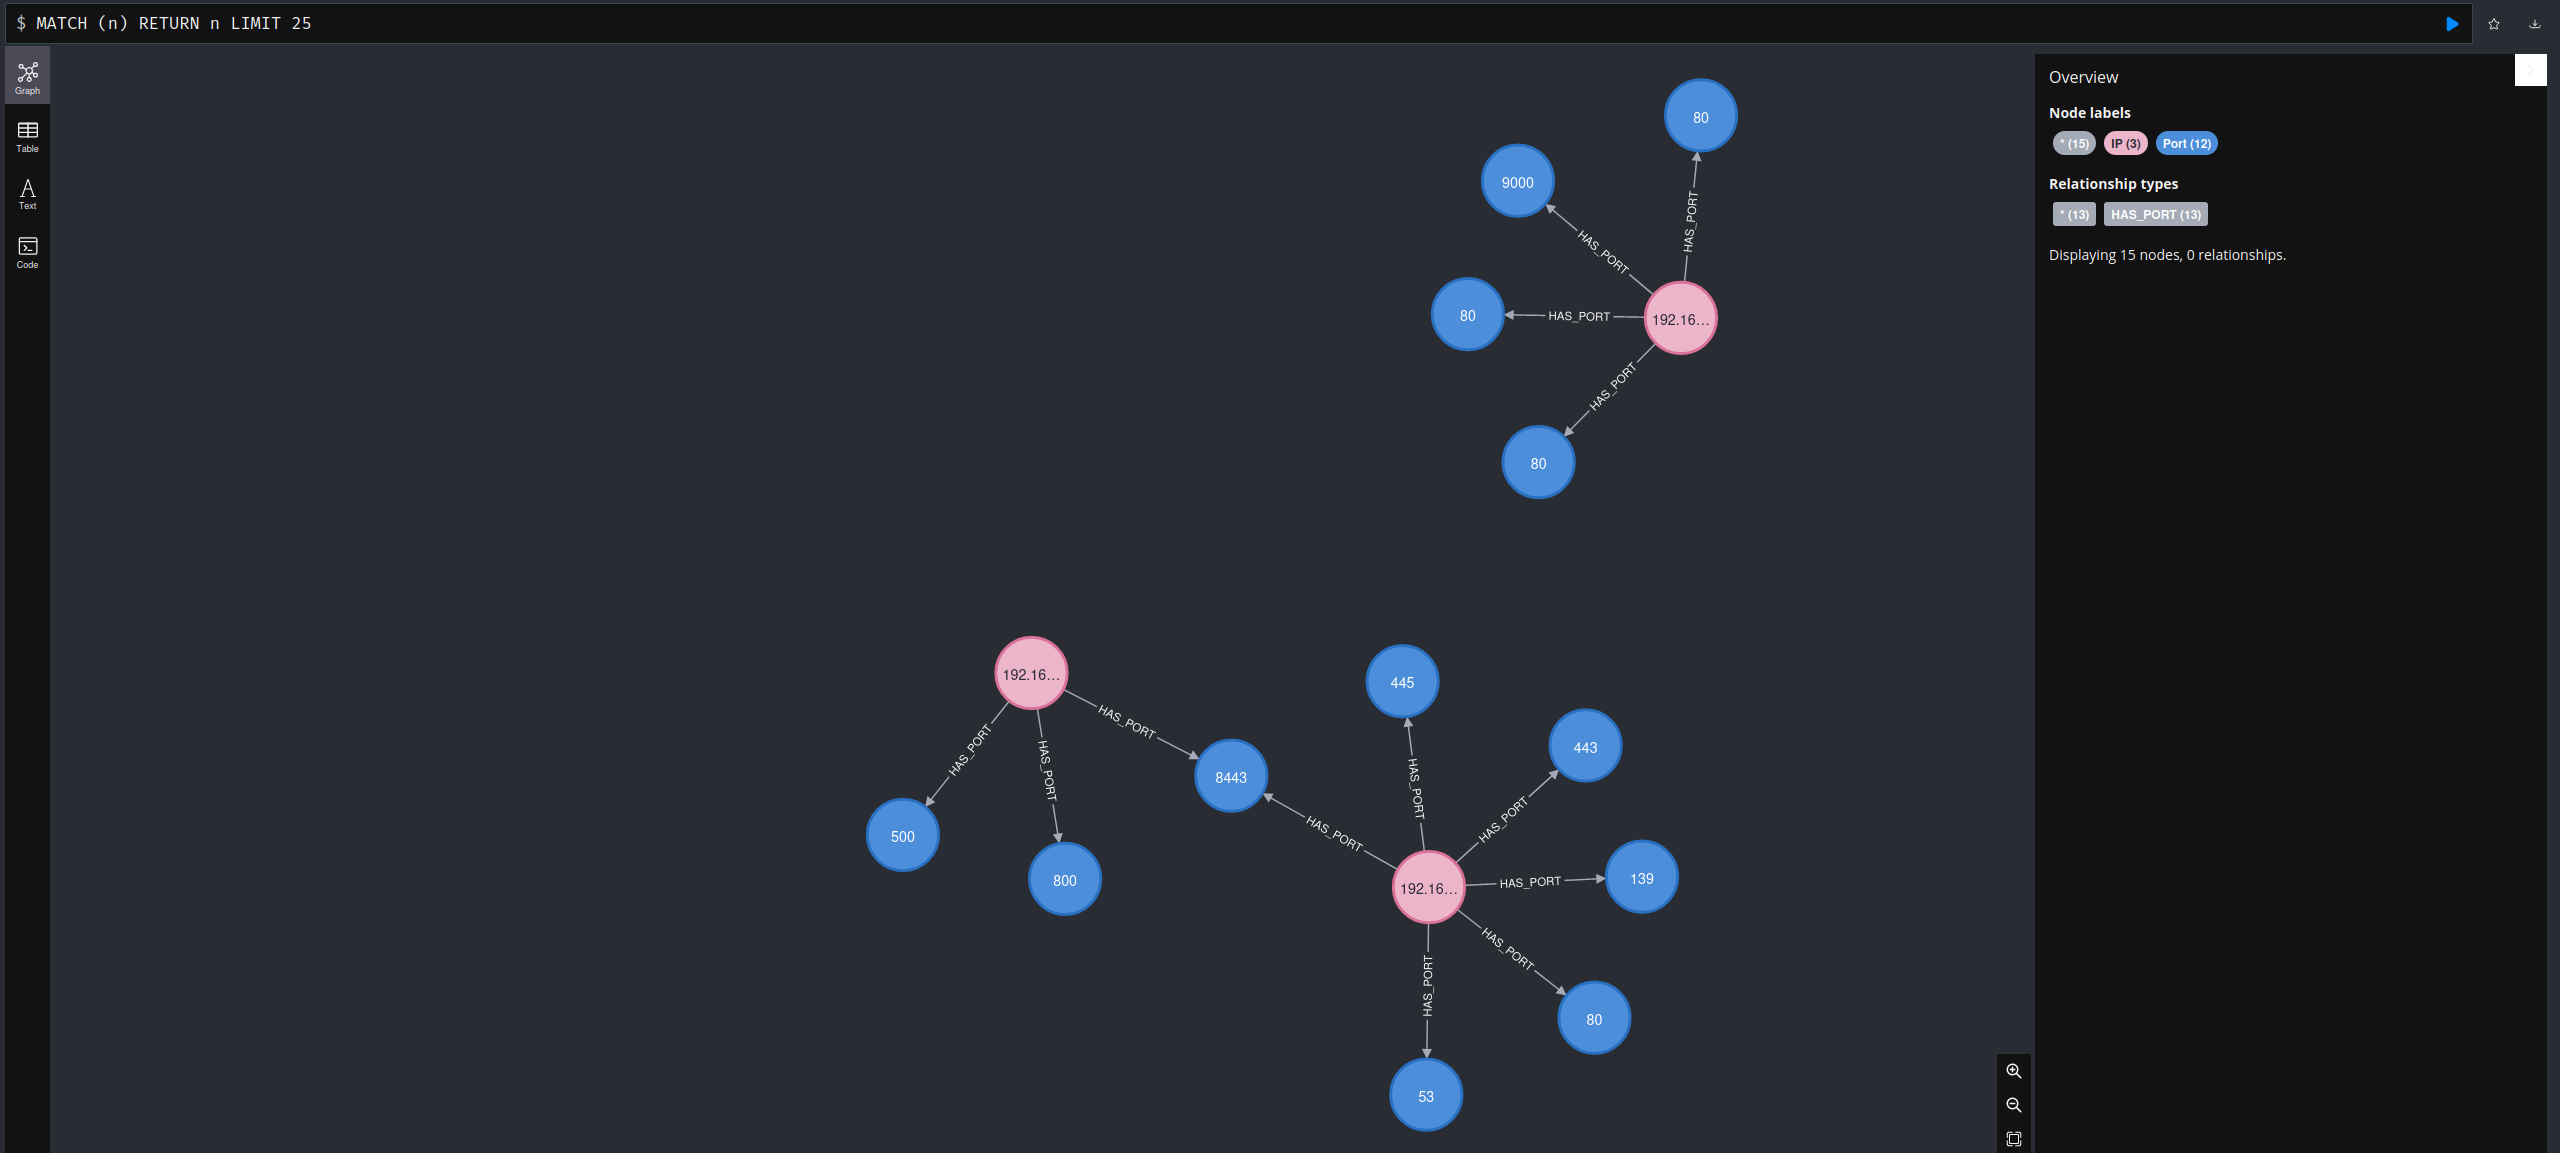 $ MATCH (n) RETURN n LIMIT 25
Graph
Table
Text
Code
80
9000
HAS_PORT
HAS_PORT
80
HAS_PORT
192.16...
HAS_PORT
80
192.16...
HAS_PORT
HAS_PORT
HAS_PORT
8443
500
800
445
443
HAS_PORT
HAS_PORT
HAS_PORT
192.16...
HAS_PORT
139
HAS_PORT
HAS_PORT
80
53
Overview
Node labels
* (15) IP (3) Port (12)
Relationship types
* (13) HAS_PORT (13)
Displaying 15 nodes, 0 relationships.